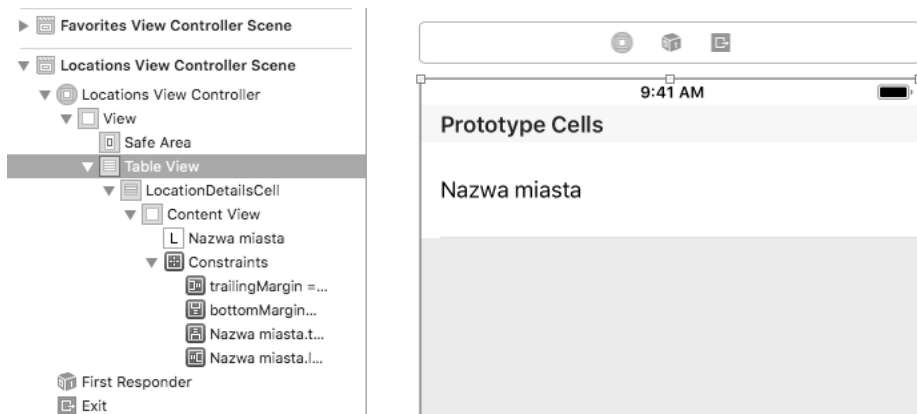 Favorites View Controller Scene
Locations View Controller Scene
Locations View Controller
View
Safe Area
Table View
LocationDetailsCell
Content View
L Nazwa miasta
Constraints
trailingMargin =...
bottomMargin...
Nazwa miasta.t...
Nazwa miasta.l...
First Responder
Exit
9:41 AM
Prototype Cells
Nazwa miasta